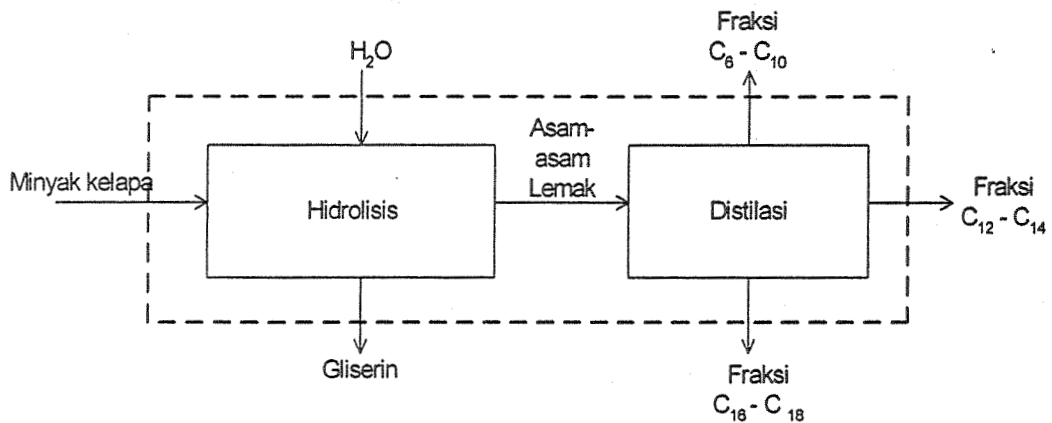 H₂O
Fraksi
C₆ - C₁₀
Minyak kelapa
Hidrolisis
Asam-
asam
Lemak
Distilasi
Fraksi
C₁₂ - C₁₄
Gliserin
Fraksi
C₁₆ - C₁₈